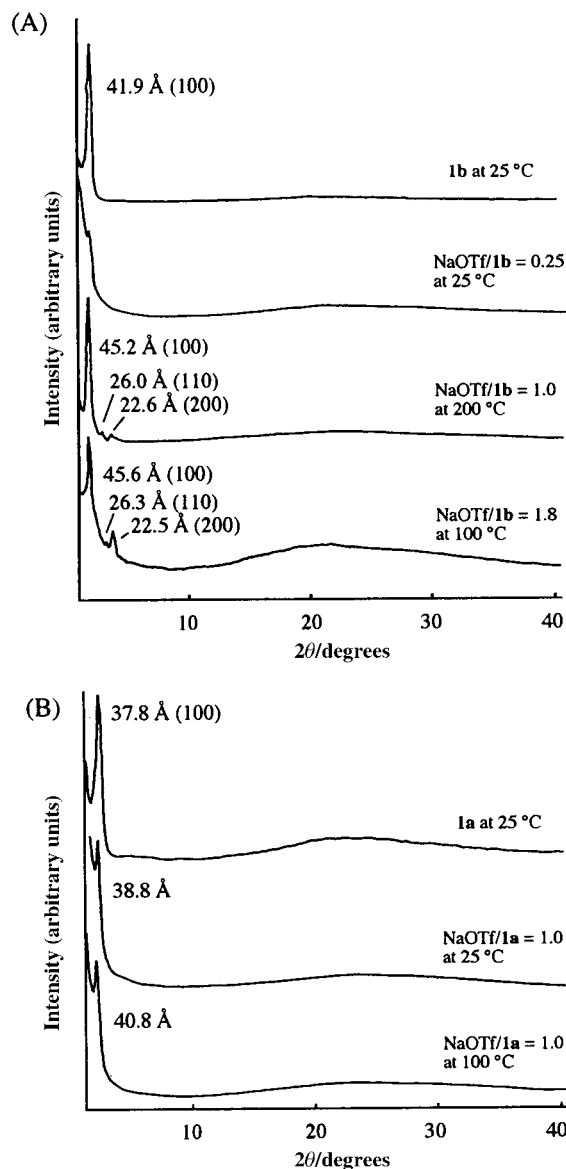 (A)
41.9 Å (100)
1b at 25 °C
NaOTf/1b = 0.25
at 25 °C
45.2 Å (100)
26.0 Å (110)
22.6 Å (200)
NaOTf/1b = 1.0
at 200 °C
45.6 Å (100)
26.3 Å (110)
22.5 Å (200)
NaOTf/1b = 1.8
at 100 °C
Intensity (arbitrary units)
10 20 30 40
2θ/degrees
(B)
37.8 Å (100)
1a at 25 °C
38.8 Å
NaOTf/1a = 1.0
at 25 °C
40.8 Å
NaOTf/1a = 1.0
at 100 °C
Intensity (arbitrary units)
10 20 30 40
2θ/degrees